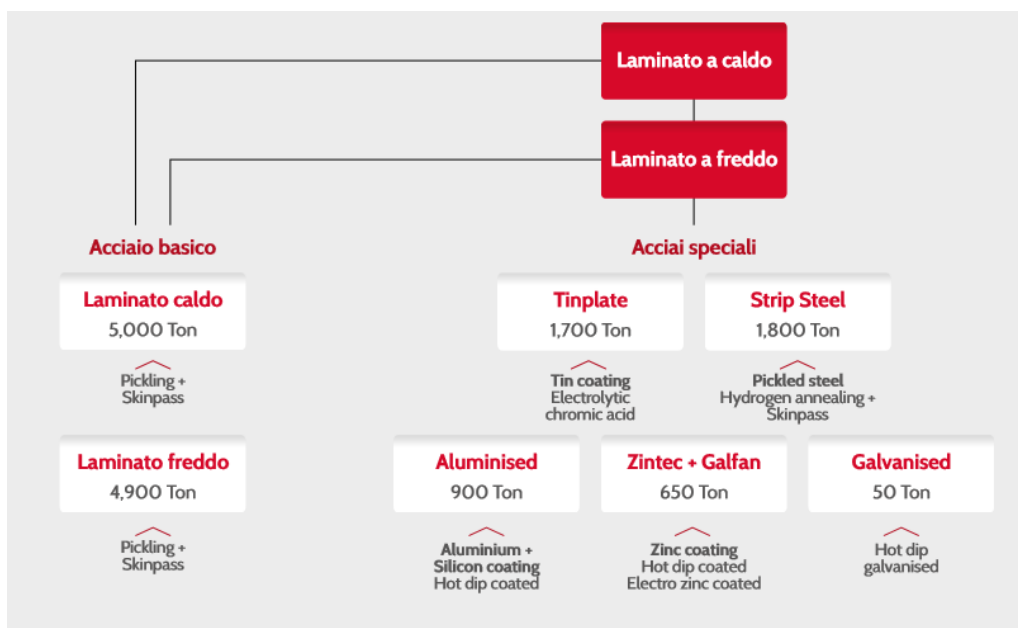 Laminato a caldo
Laminato a freddo
Acciaio basico
Acciai speciali
Laminato caldo
5,000 Ton
Pickling +
Skinpass
Tinplate
1,700 Ton
Tin coating
Electrolytic
chromic acid
Strip Steel
1,800 Ton
Pickled steel
Hydrogen annealing +
Skinpass
Laminato freddo
4,900 Ton
Pickling +
Skinpass
Aluminised
900 Ton
Aluminium +
Silicon coating
Hot dip coated
Zintec + Galfan
650 Ton
Zinc coating
Hot dip coated
Electro zinc coated
Galvanised
50 Ton
Hot dip
galvanised